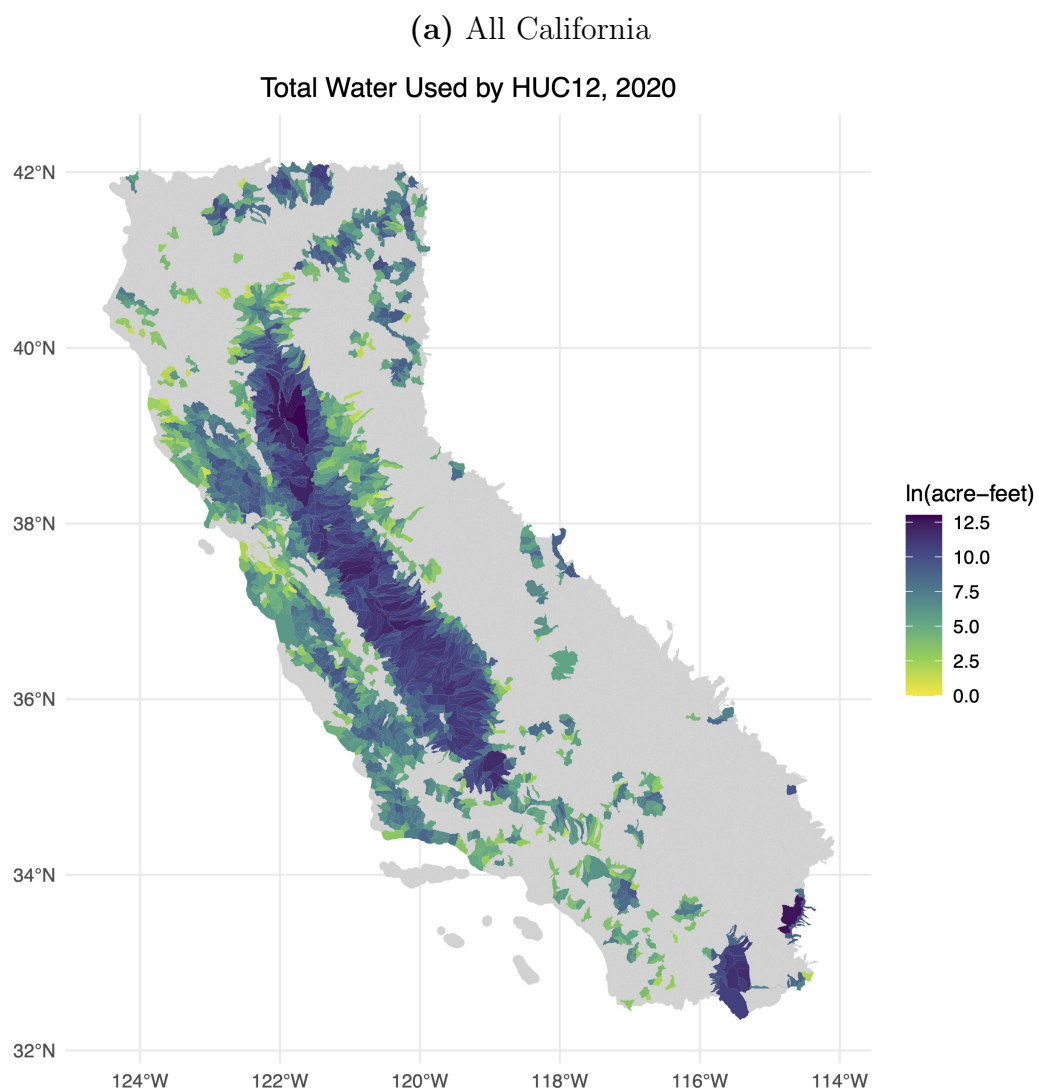 (a) All California
Total Water Used by HUC12, 2020
42°N
40°N
38°N
36°N
34°N
32°N
124°W 122°W 120°W 118°W 116°W 114°W
ln(acre−feet)
12.5
10.0
7.5
5.0
2.5
0.0